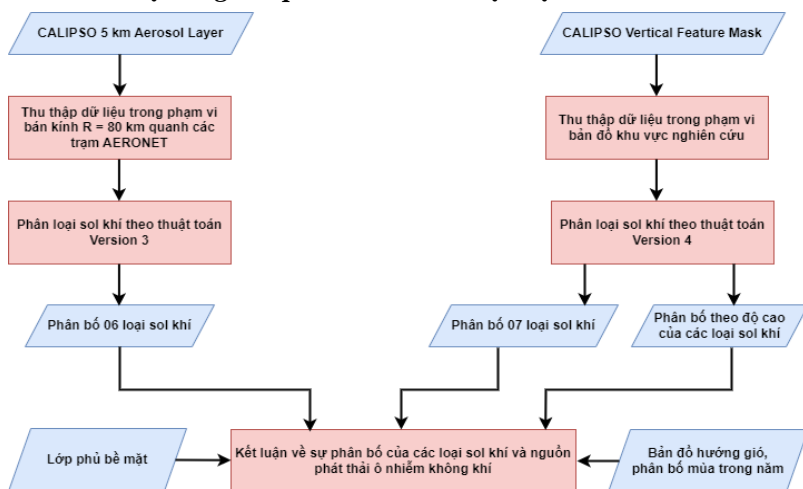 CALIPSO 5 km Aerosol Layer
CALIPSO Vertical Feature Mask
Thu thập dữ liệu trong phạm vi
bán kính R = 80 km quanh các
trạm AERONET
Thu thập dữ liệu trong phạm vi
bản đồ khu vực nghiên cứu
Phân loại sol khí theo thuật toán
Version 3
Phân loại sol khí theo thuật toán
Version 4
Phân bố 06 loại sol khí
Phân bố 07 loại sol khí
Phân bố theo độ cao
của các loại sol khí
Lớp phủ bề mặt
Kết luận về sự phân bố của các loại sol khí và nguồn
phát thải ô nhiễm không khí
Bản đồ hướng gió,
phân bố mùa trong năm